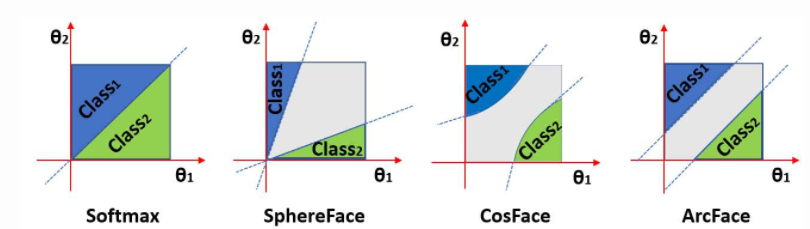 θ2
Class1
Class2
θ1
Softmax
θ2
Class1
Class2
θ1
SphereFace
θ2
Class1
Class2
θ1
CosFace
θ2
Class1
Class2
θ1
ArcFace